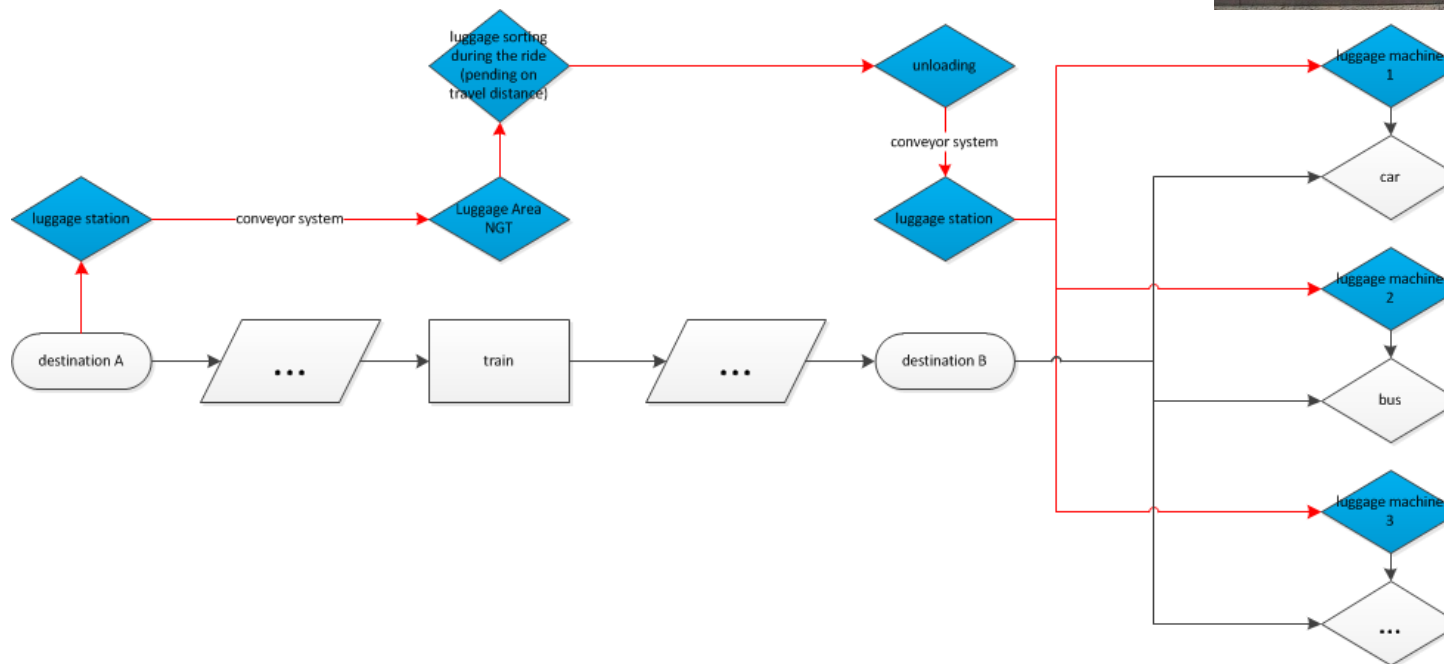 luggage sorting
during the ride
(pending on
travel distance)
unloading
luggage machine
1
conveyor system
car
luggage station
conveyor system
Luggage Area
NGT
luggage station
luggage machine
2
destination A
...
train
...
destination B
bus
luggage machine
3
...